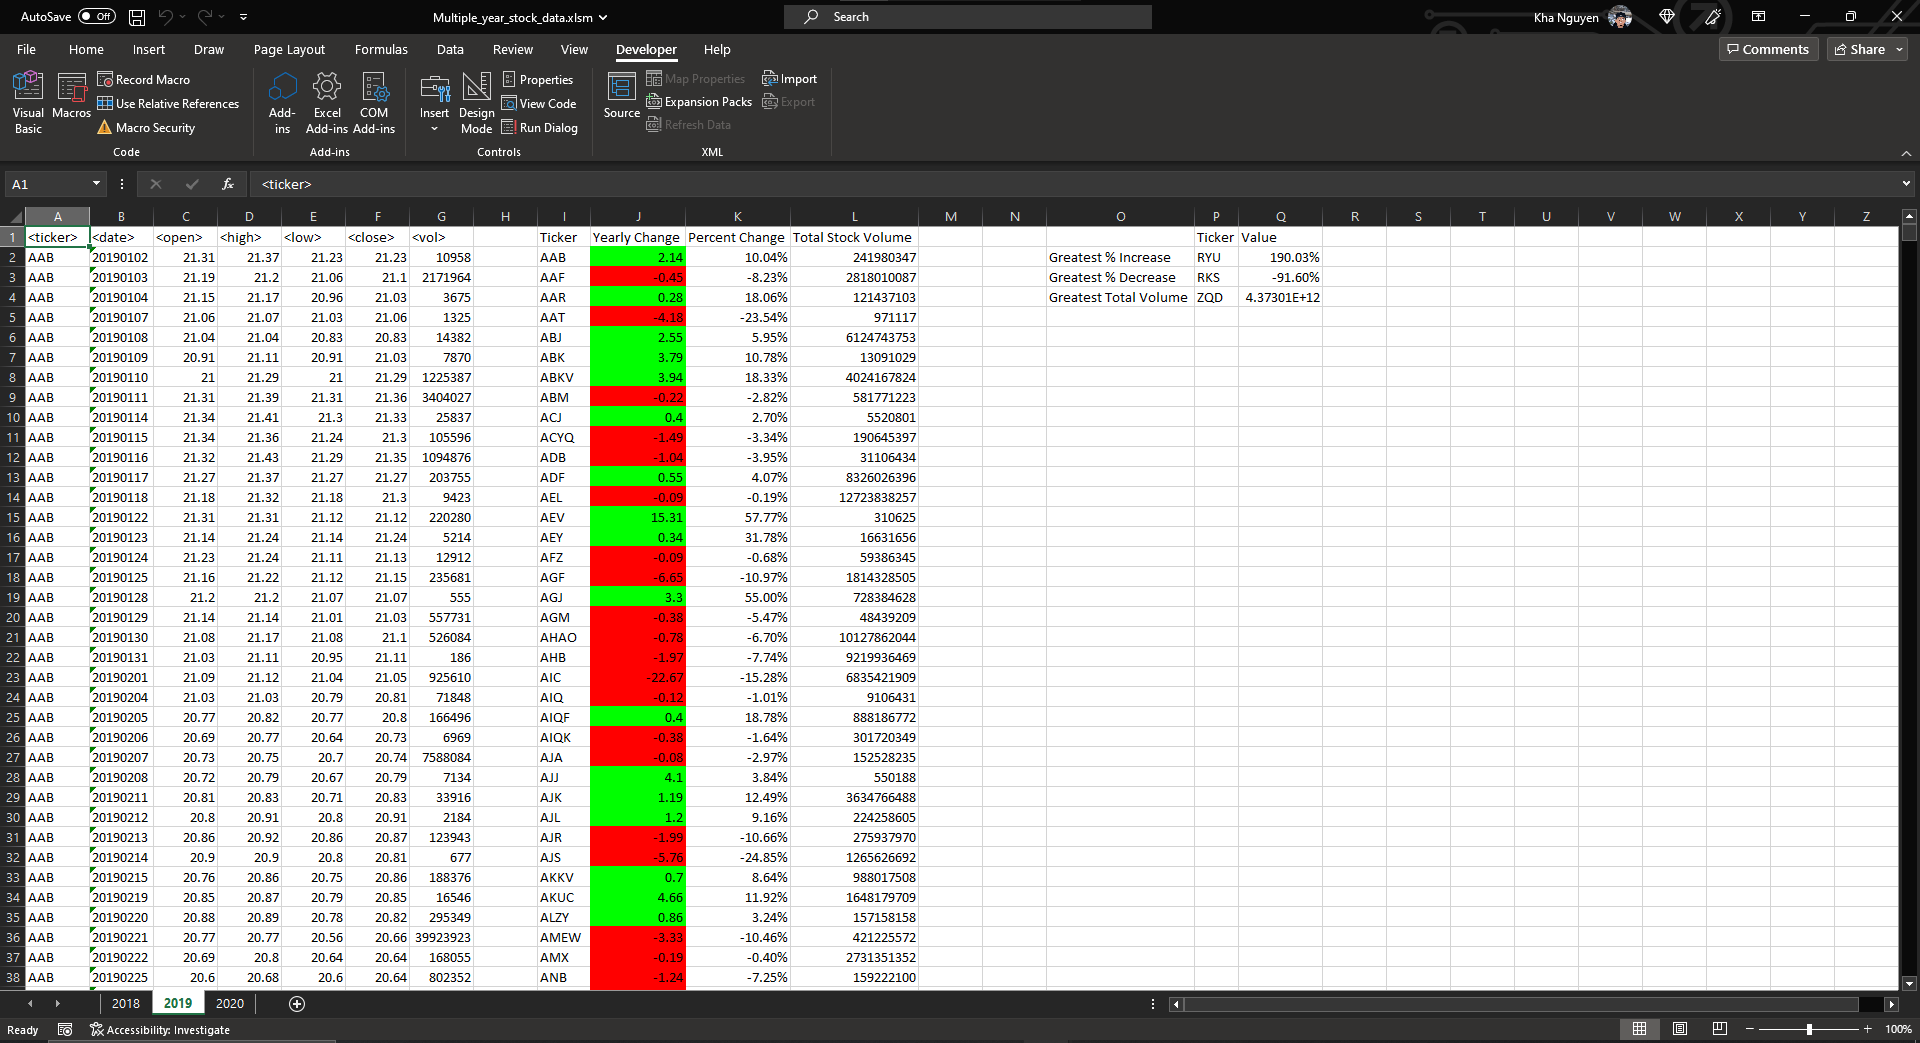 AutoSave Off Multiple_year_stock_data.xlsm Search Kha Nguyen
File Home Insert Draw Page Layout Formulas Data Review View Developer Help Comments Share
Visual Basic Macros Record Macro Use Relative References Macro Security
Add-ins Excel Add-ins COM Add-ins
Insert Design Mode Properties View Code Run Dialog
Source Map Properties Expansion Packs Refresh Data Import Export
Code Add-ins Controls XML
A1 fx <ticker>
A B C D E F G H I J K L M N O P Q R S T U V W X Y Z
1 <ticker> <date> <open> <high> <low> <close> <vol> Ticker Yearly Change Percent Change Total Stock Volume Ticker Value
2 AAB 20190102 21.31 21.37 21.23 21.23 10958 AAB 2.14 10.04% 241980347 Greatest % Increase RYU 190.03%
3 AAB 20190103 21.19 21.2 21.06 21.1 2171964 AAF -0.45 -8.23% 2818010087 Greatest % Decrease RKS -91.60%
4 AAB 20190104 21.15 21.17 20.96 21.03 3675 AAR 0.28 18.06% 121437103 Greatest Total Volume ZQD 4.37301E+12
5 AAB 20190107 21.06 21.07 21.03 21.06 1325 AAT -4.18 -23.54% 971117
6 AAB 20190108 21.04 21.04 20.83 20.83 14382 ABJ 2.55 5.95% 6124743753
7 AAB 20190109 20.91 21.11 20.91 21.03 7870 ABK 3.79 10.78% 13091029
8 AAB 20190110 21 21.29 21 21.29 1225387 ABKV 3.94 18.33% 4024167824
9 AAB 20190111 21.31 21.39 21.31 21.36 3404027 ABM -0.22 -2.82% 581771223
10 AAB 20190114 21.34 21.41 21.3 21.33 25837 ACJ 0.4 2.70% 5520801
11 AAB 20190115 21.34 21.36 21.24 21.3 105596 ACYQ -1.49 -3.34% 190645397
12 AAB 20190116 21.32 21.43 21.29 21.35 1094876 ADB -1.04 -3.95% 31106434
13 AAB 20190117 21.27 21.37 21.27 21.27 203755 ADF 0.55 4.07% 8326026396
14 AAB 20190118 21.18 21.32 21.18 21.3 9423 AEL -0.09 -0.19% 12723838257
15 AAB 20190122 21.31 21.31 21.12 21.12 220280 AEV 15.31 57.77% 310625
16 AAB 20190123 21.14 21.24 21.14 21.24 5214 AEY 0.34 31.78% 16631656
17 AAB 20190124 21.23 21.24 21.11 21.13 12912 AFZ -0.09 -0.68% 59386345
18 AAB 20190125 21.16 21.22 21.12 21.15 235681 AGF -6.65 -10.97% 1814328505
19 AAB 20190128 21.2 21.2 21.07 21.07 555 AGJ 3.3 55.00% 728384628
20 AAB 20190129 21.14 21.14 21.01 21.03 557731 AGM -0.38 -5.47% 48439209
21 AAB 20190130 21.08 21.17 21.08 21.1 526084 AHAO -0.78 -6.70% 10127862044
22 AAB 20190131 21.03 21.11 20.95 21.11 186 AHB -1.97 -7.74% 9219936469
23 AAB 20190201 21.09 21.12 21.04 21.05 925610 AIC -22.67 -15.28% 6835421909
24 AAB 20190204 21.03 21.03 20.79 20.81 71848 AIQ -0.12 -1.01% 9106431
25 AAB 20190205 20.77 20.82 20.77 20.8 166496 AIQF 0.4 18.78% 888186772
26 AAB 20190206 20.69 20.77 20.64 20.73 6969 AIQK -0.38 -1.64% 301720349
27 AAB 20190207 20.73 20.75 20.7 20.74 7588084 AJA -0.08 -2.97% 152528235
28 AAB 20190208 20.72 20.79 20.67 20.79 7134 AJJ 4.1 3.84% 550188
29 AAB 20190211 20.81 20.83 20.71 20.83 33916 AJK 1.19 12.49% 3634766488
30 AAB 20190212 20.8 20.91 20.8 20.91 2184 AJL 1.2 9.16% 224258605
31 AAB 20190213 20.86 20.92 20.86 20.87 123943 AJR -1.99 -10.66% 275937970
32 AAB 20190214 20.9 20.9 20.8 20.81 677 AJS -5.76 -24.85% 1265626692
33 AAB 20190215 20.76 20.86 20.75 20.86 188376 AKKV 0.7 8.64% 988017508
34 AAB 20190219 20.85 20.87 20.79 20.85 16546 AKUC 4.66 11.92% 1648179709
35 AAB 20190220 20.88 20.89 20.78 20.82 295349 ALZY 0.86 3.24% 157158158
36 AAB 20190221 20.77 20.77 20.56 20.66 39923923 AMEW -3.33 -10.46% 421225572
37 AAB 20190222 20.69 20.8 20.64 20.64 168055 AMX -0.19 -0.40% 2731351352
38 AAB 20190225 20.6 20.68 20.6 20.64 802352 ANB -1.24 -7.25% 159222100
2018 2019 2020
Ready Accessibility: Investigate 100%